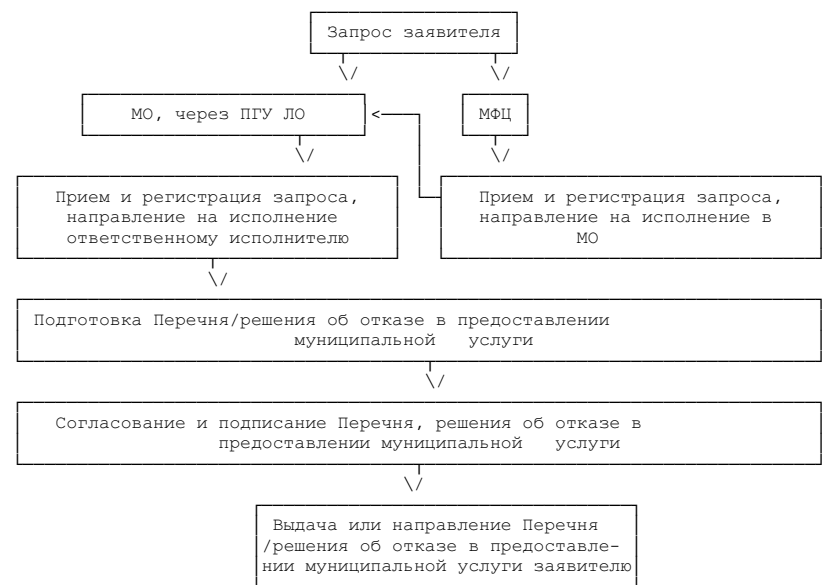 Запрос заявителя
МО, через ПГУ ЛО
МФЦ
Прием и регистрация запроса,
направление на исполнение
ответственному исполнителю
Прием и регистрация запроса,
направление на исполнение в
МО
Подготовка Перечня/решения об отказе в предоставлении
муниципальной услуги
Согласование и подписание Перечня, решения об отказе в
предоставлении муниципальной услуги
Выдача или направление Перечня
/решения об отказе в предоставле-
нии муниципальной услуги заявителю